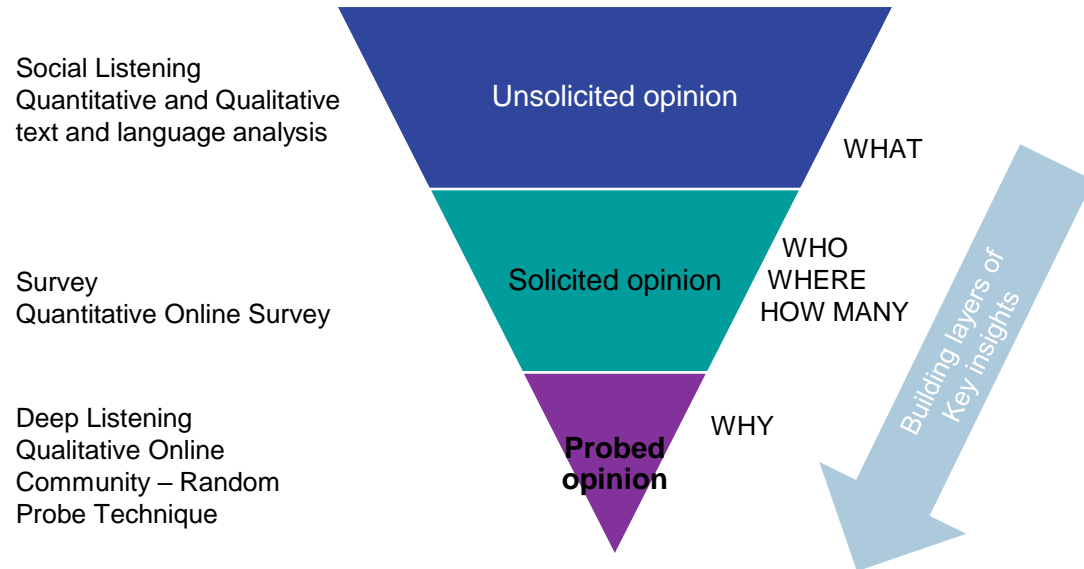 Social Listening
Quantitative and Qualitative
text and language analysis
Unsolicited opinion
WHAT
Survey
Quantitative Online Survey
Solicited opinion
WHO
WHERE
HOW MANY
Deep Listening
Qualitative Online
Community – Random
Probe Technique
Probed
opinion
WHY
Building layers of
Key insights